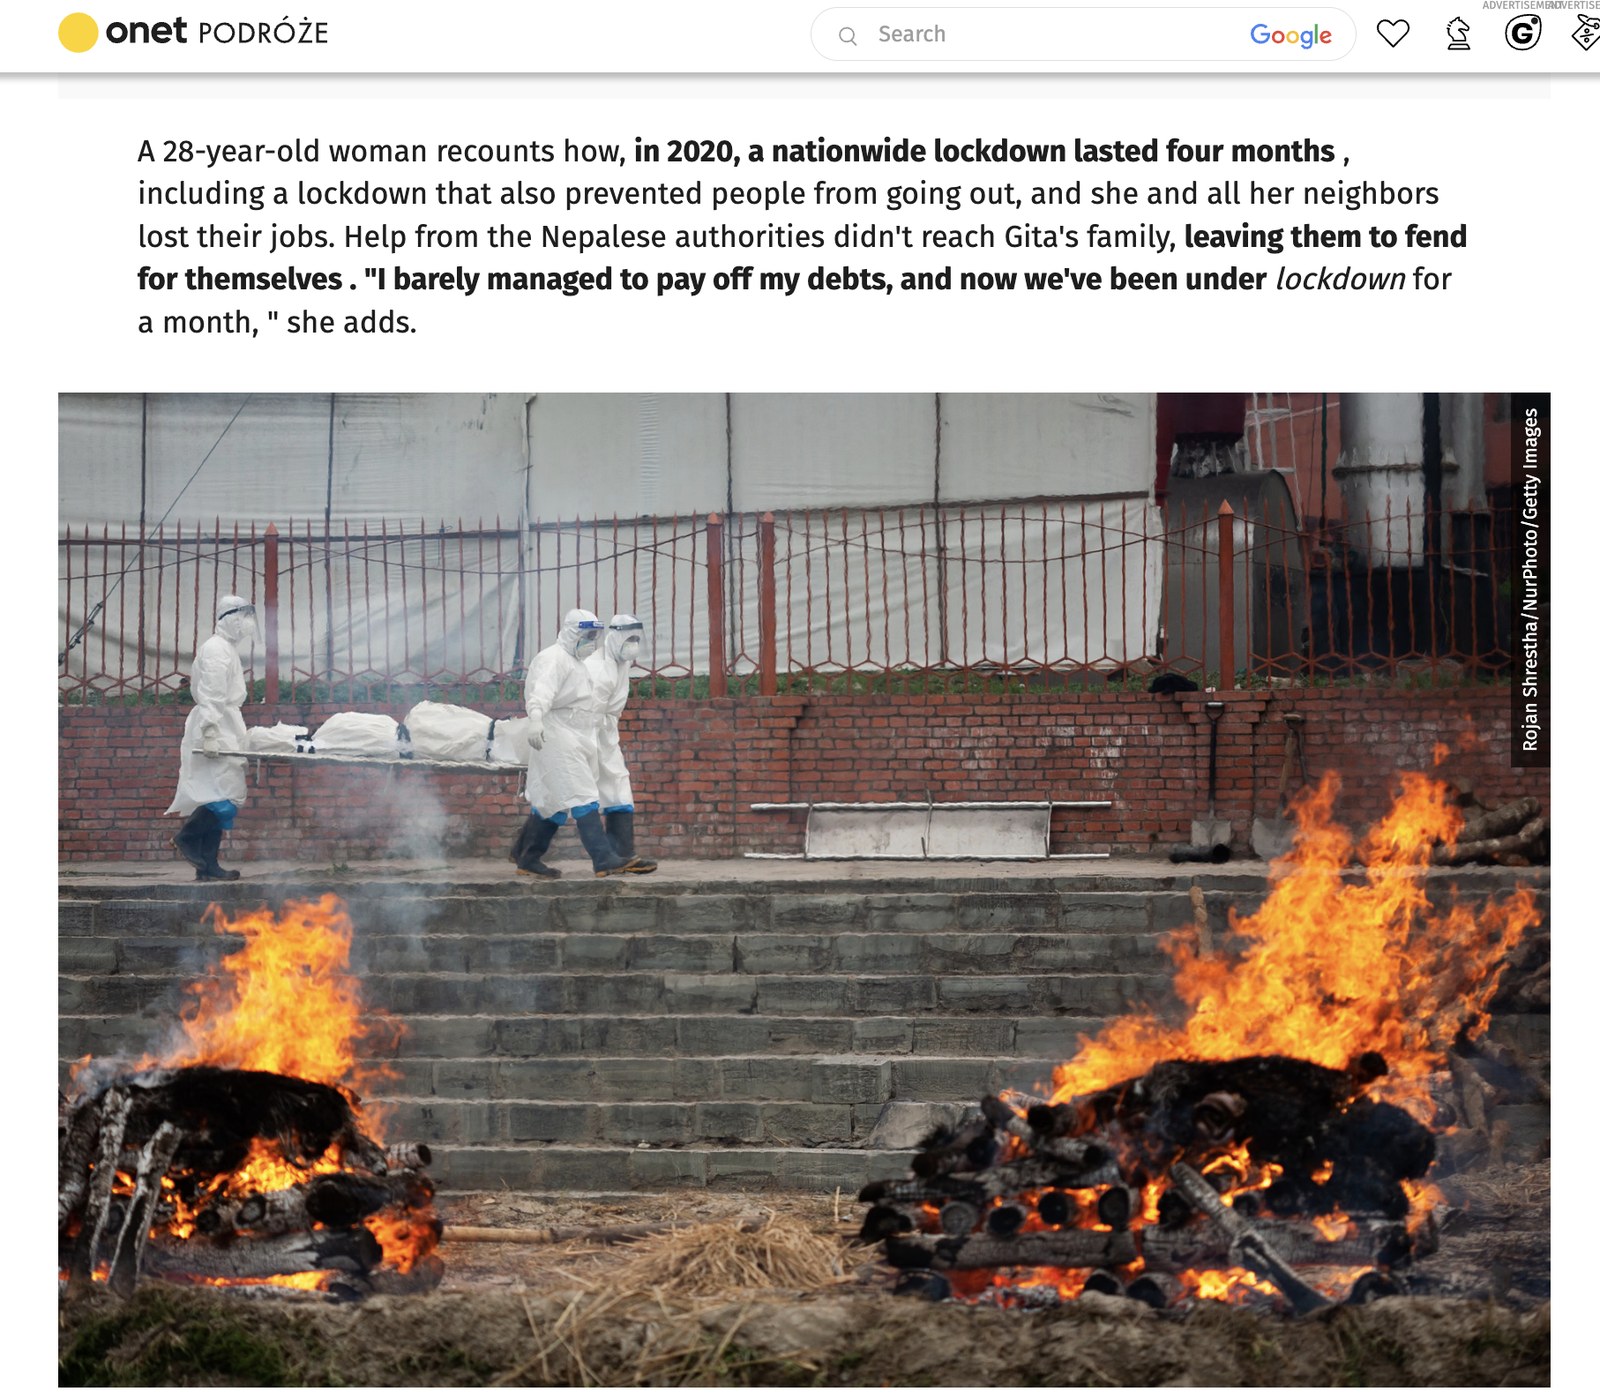 ADVERTISEMENT
onet PODRÓŻE
Search
Google
G
A 28-year-old woman recounts how, in 2020, a nationwide lockdown lasted four months ,
including a lockdown that also prevented people from going out, and she and all her neighbors
lost their jobs. Help from the Nepalese authorities didn't reach Gita's family, leaving them to fend
for themselves . "I barely managed to pay off my debts, and now we've been under lockdown for
a month, " she adds.
Rojan Shrestha/NurPhoto/Getty Images